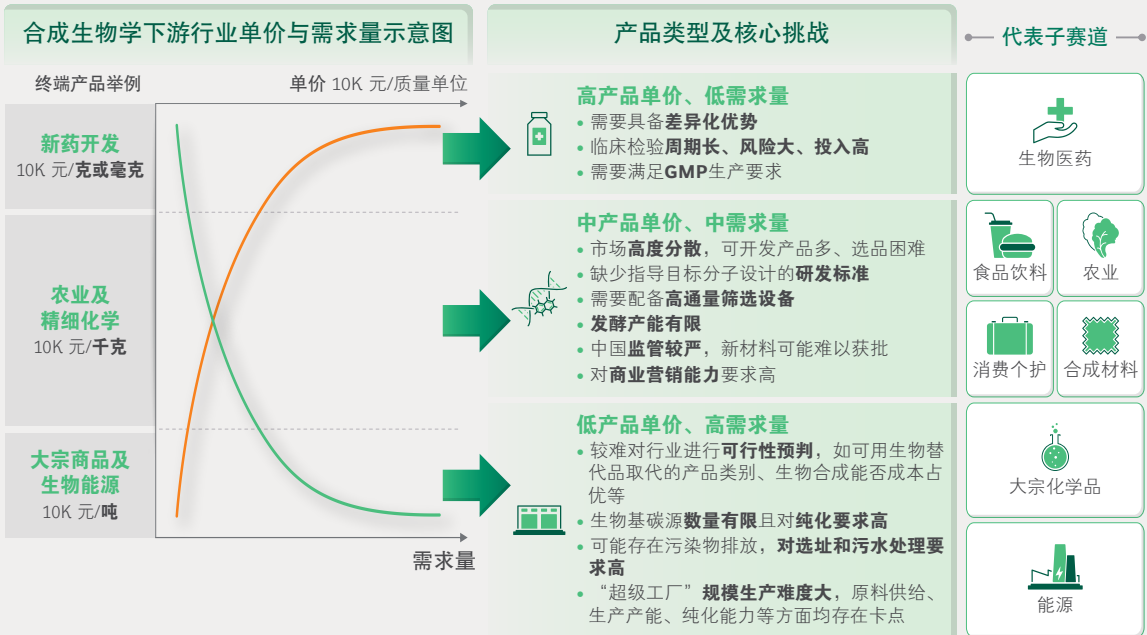 合成生物学下游行业单价与需求量示意图
终端产品举例
单价 10K 元/质量单位
新药开发
10K 元/克或毫克
农业及
精细化学
10K 元/千克
大宗商品及
生物能源
10K 元/吨
需求量
产品类型及核心挑战
高产品单价、低需求量
• 需要具备差异化优势
• 临床检验周期长、风险大、投入高
• 需要满足GMP生产要求
中产品单价、中需求量
• 市场高度分散，可开发产品多、选品困难
• 缺少指导目标分子设计的研发标准
• 需要配备高通量筛选设备
• 发酵产能有限
• 中国监管较严，新材料可能难以获批
• 对商业营销能力要求高
低产品单价、高需求量
• 较难对行业进行可行性预判，如可用生物替
代品取代的产品类别、生物合成能否成本占
优等
• 生物基碳源数量有限且对纯化要求高
• 可能存在污染物排放，对选址和污水处理要
求高
• “超级工厂”规模生产难度大，原料供给、
生产产能、纯化能力等方面均存在卡点
代表子赛道
生物医药
食品饮料
农业
消费个护
合成材料
大宗化学品
能源